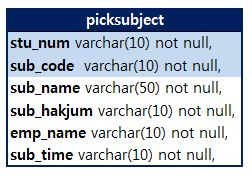 picksubject
stu_num varchar(10) not null,
sub_code varchar(10) not null,
sub_name varchar(50) not null,
sub_hakjum varchar(10) not null,
emp_name varchar(10) not null,
sub_time varchar(10) not null,